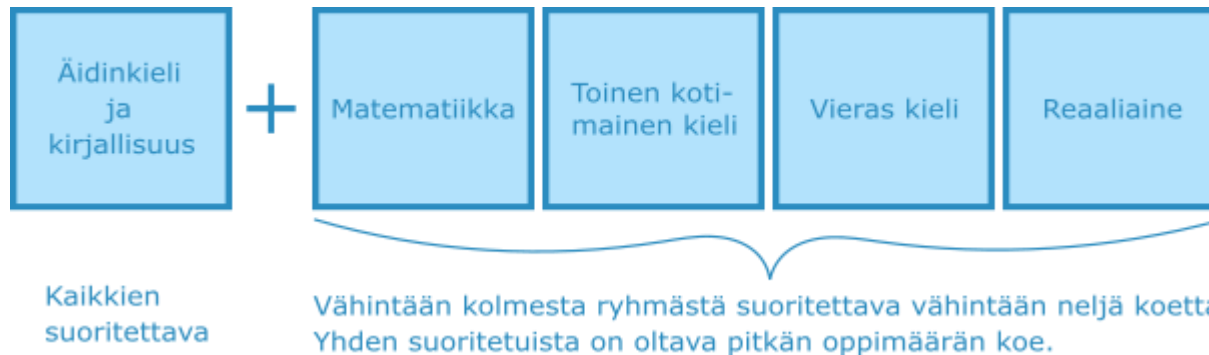 Äidinkieli
ja
kirjallisuus
+
Matematiikka
Toinen koti-
mainen kieli
Vieras kieli
Reaaliaine
Kaikkien
suoritettava
Vähintään kolmesta ryhmästä suoritettava vähintään neljä koetta
Yhden suoritetuista on oltava pitkän oppimäärän koe.